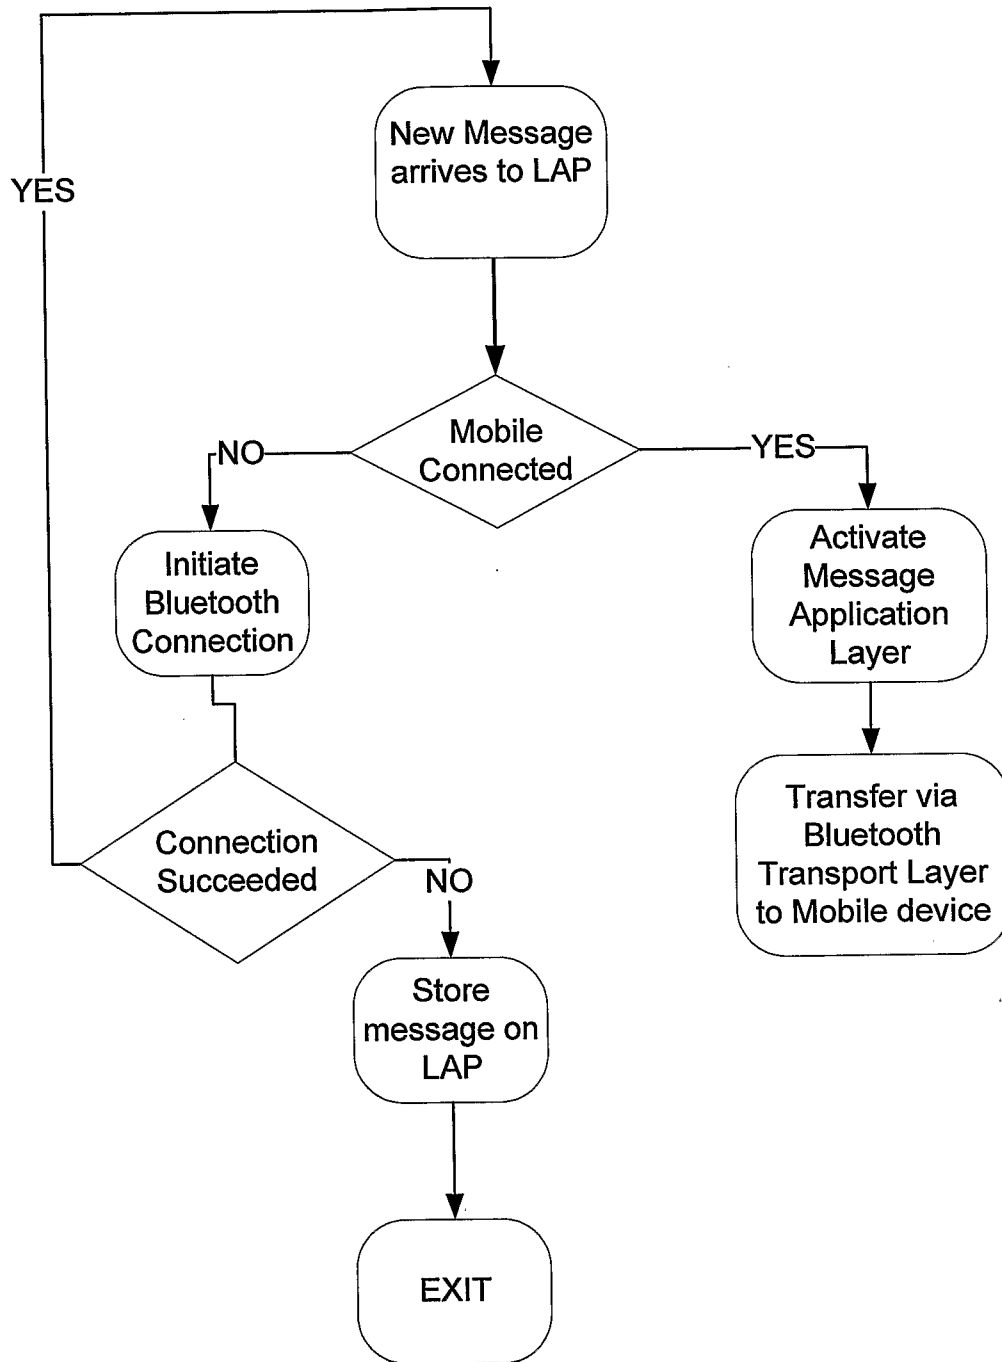 New Message
arrives to LAP
YES
Mobile
Connected
NO
YES
Initiate
Bluetooth
Connection
Activate
Message
Application
Layer
Connection
Succeeded
NO
Transfer via
Bluetooth
Transport Layer
to Mobile device
Store
message on
LAP
EXIT